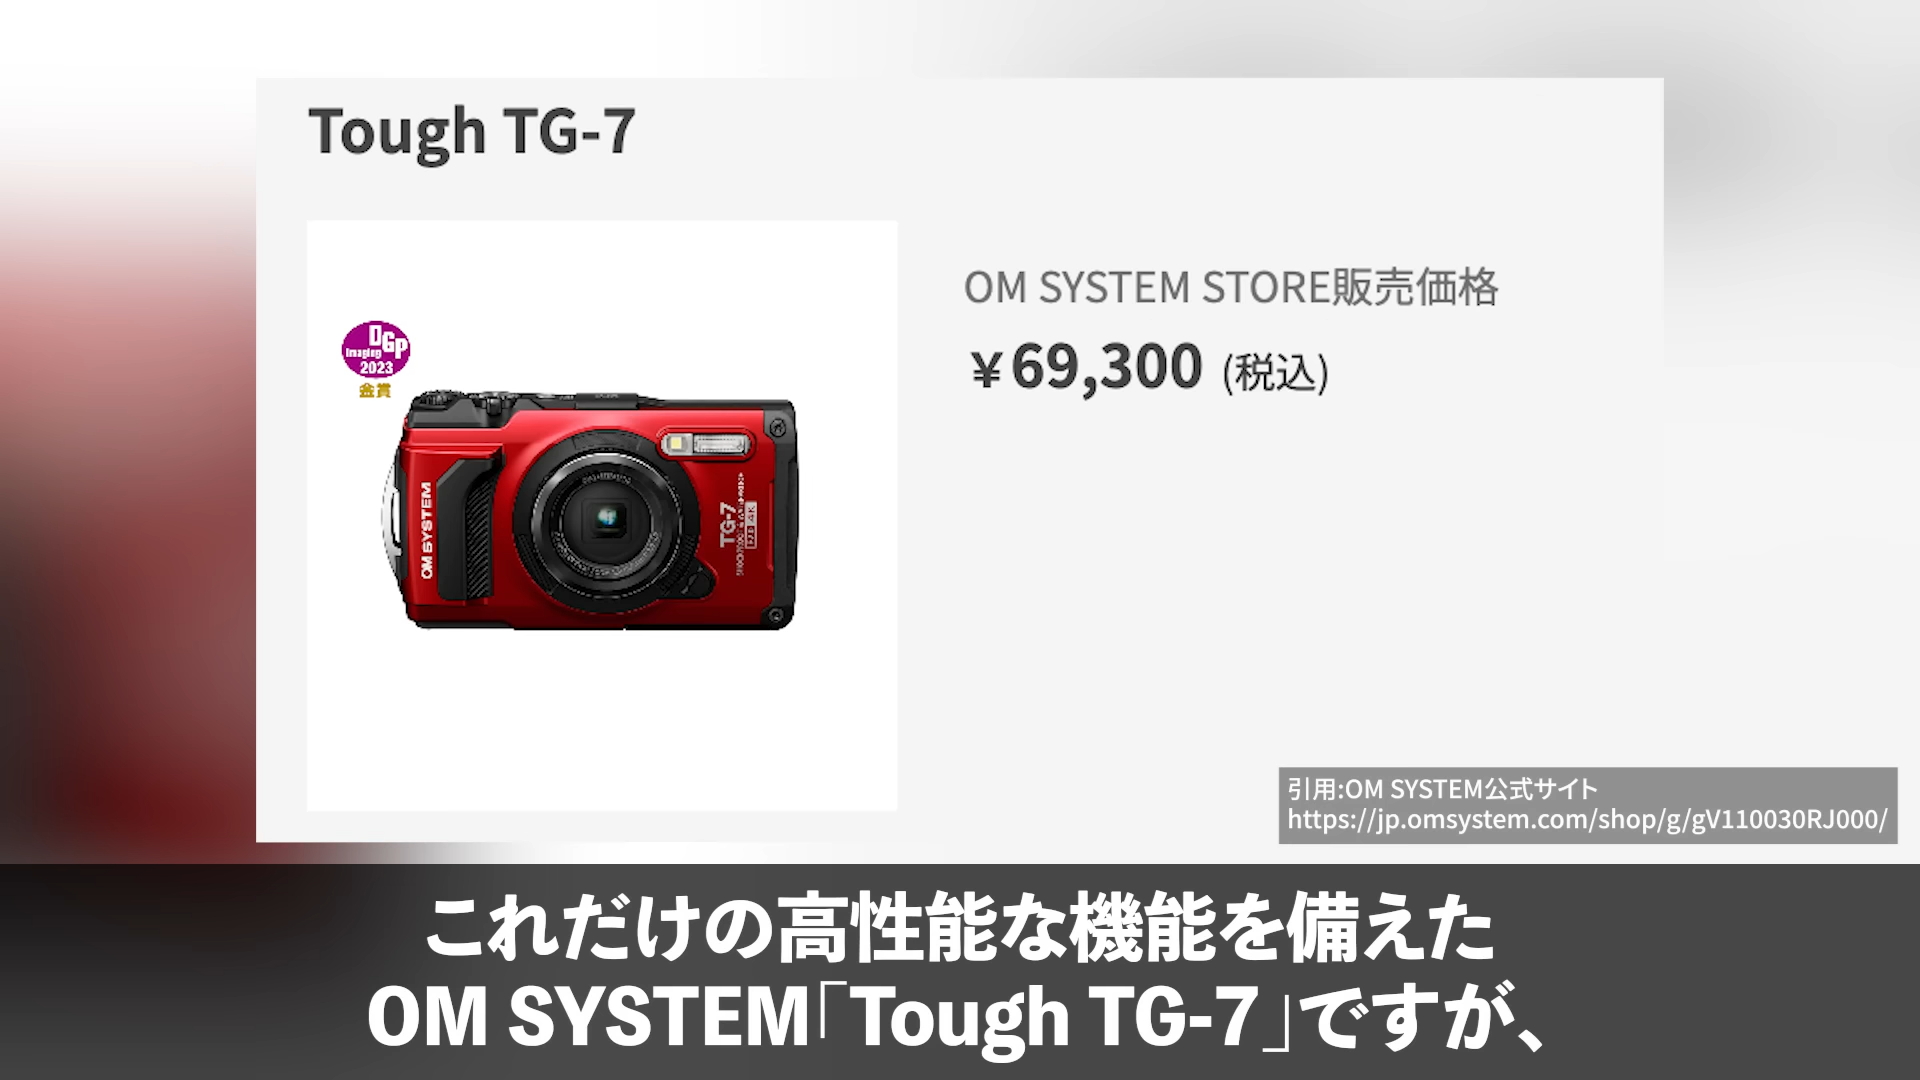 Tough TG-7
OM SYSTEM STORE販売価格
￥69,300 (税込)
DGP
Imaging
2023
金賞
OM SYSTEM
TG-7
4K
引用:OM SYSTEM公式サイト
https://jp.omsystem.com/shop/g/gV110030RJ000/
これだけの高性能な機能を備えた
OM SYSTEM「Tough TG-7」ですが、